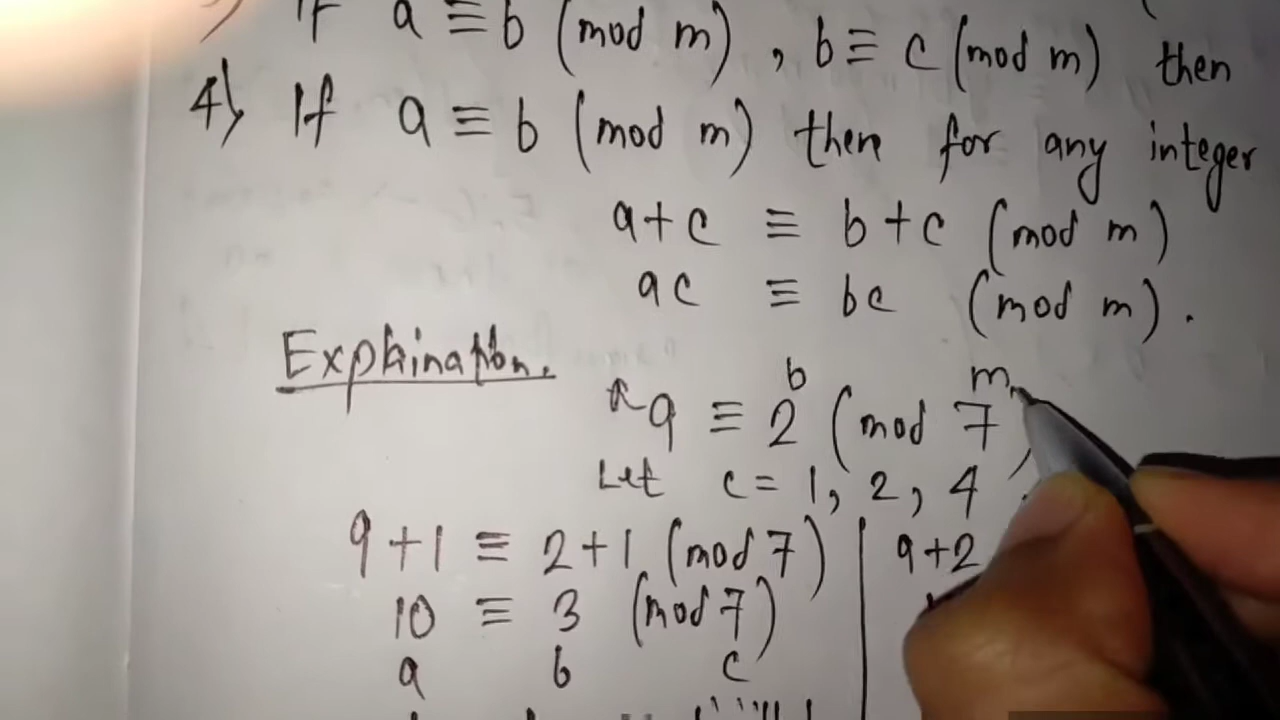 If a ≡ b (mod m), b ≡ c (mod m) then
4) If a ≡ b (mod m) then for any integer
a+c ≡ b+c (mod m)
ac ≡ bc (mod m).
Explination.
b m
a 9 ≡ 2 (mod 7)
Let c = 1, 2, 4
9+1 ≡ 2+1 (mod 7) 9+2
10 ≡ 3 (mod 7)
a b c